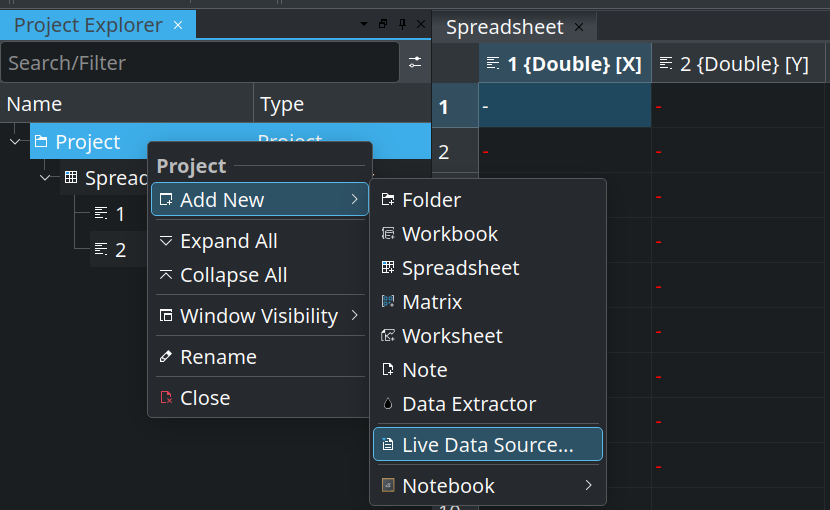 Project Explorer
Spreadsheet
Search/Filter
1 {Double} [X]
2 {Double} [Y]
Name
Type
1
-
-
Project
Project
2
-
-
Project
Spread
Add New
Folder
-
1
Workbook
2
Expand All
-
Spreadsheet
Collapse All
-
Matrix
Window Visibility
Worksheet
-
Rename
Note
-
Close
Data Extractor
-
Live Data Source...
-
Notebook